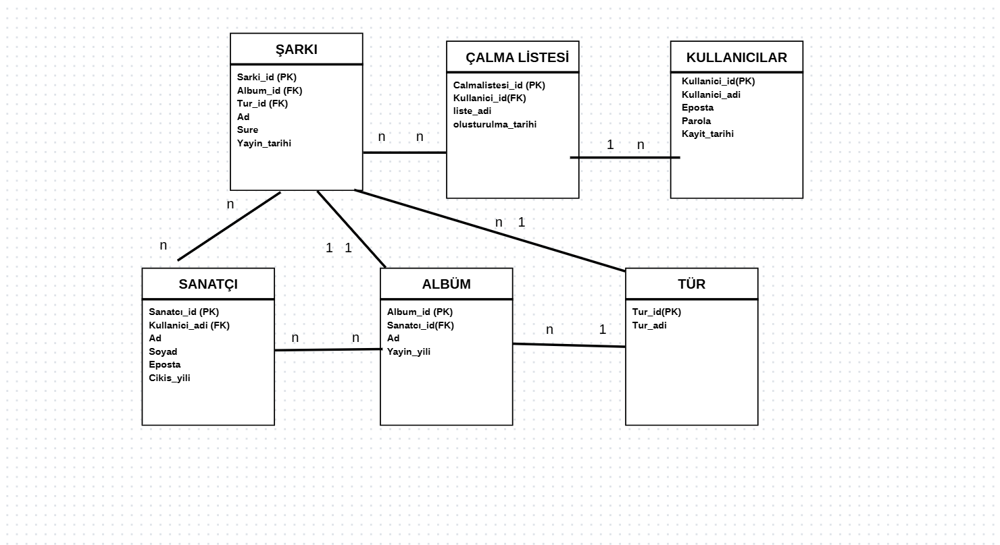 ŞARKI
Sarki_id (PK)
Album_id (FK)
Tur_id (FK)
Ad
Sure
Yayin_tarihi
ÇALMA LİSTESİ
Calmalistesi_id (PK)
Kullanici_id(FK)
liste_adi
olusturulma_tarihi
KULLANICILAR
Kullanici_id(PK)
Kullanici_adi
Eposta
Parola
Kayit_tarihi
n n
1 n
n
n
1 1
n 1
SANATÇI
Sanatcı_id (PK)
Kullanici_adi (FK)
Ad
Soyad
Eposta
Cikis_yili
n n
ALBÜM
Album_id (PK)
Sanatcı_id(FK)
Ad
Yayin_yili
n 1
TÜR
Tur_id(PK)
Tur_adi